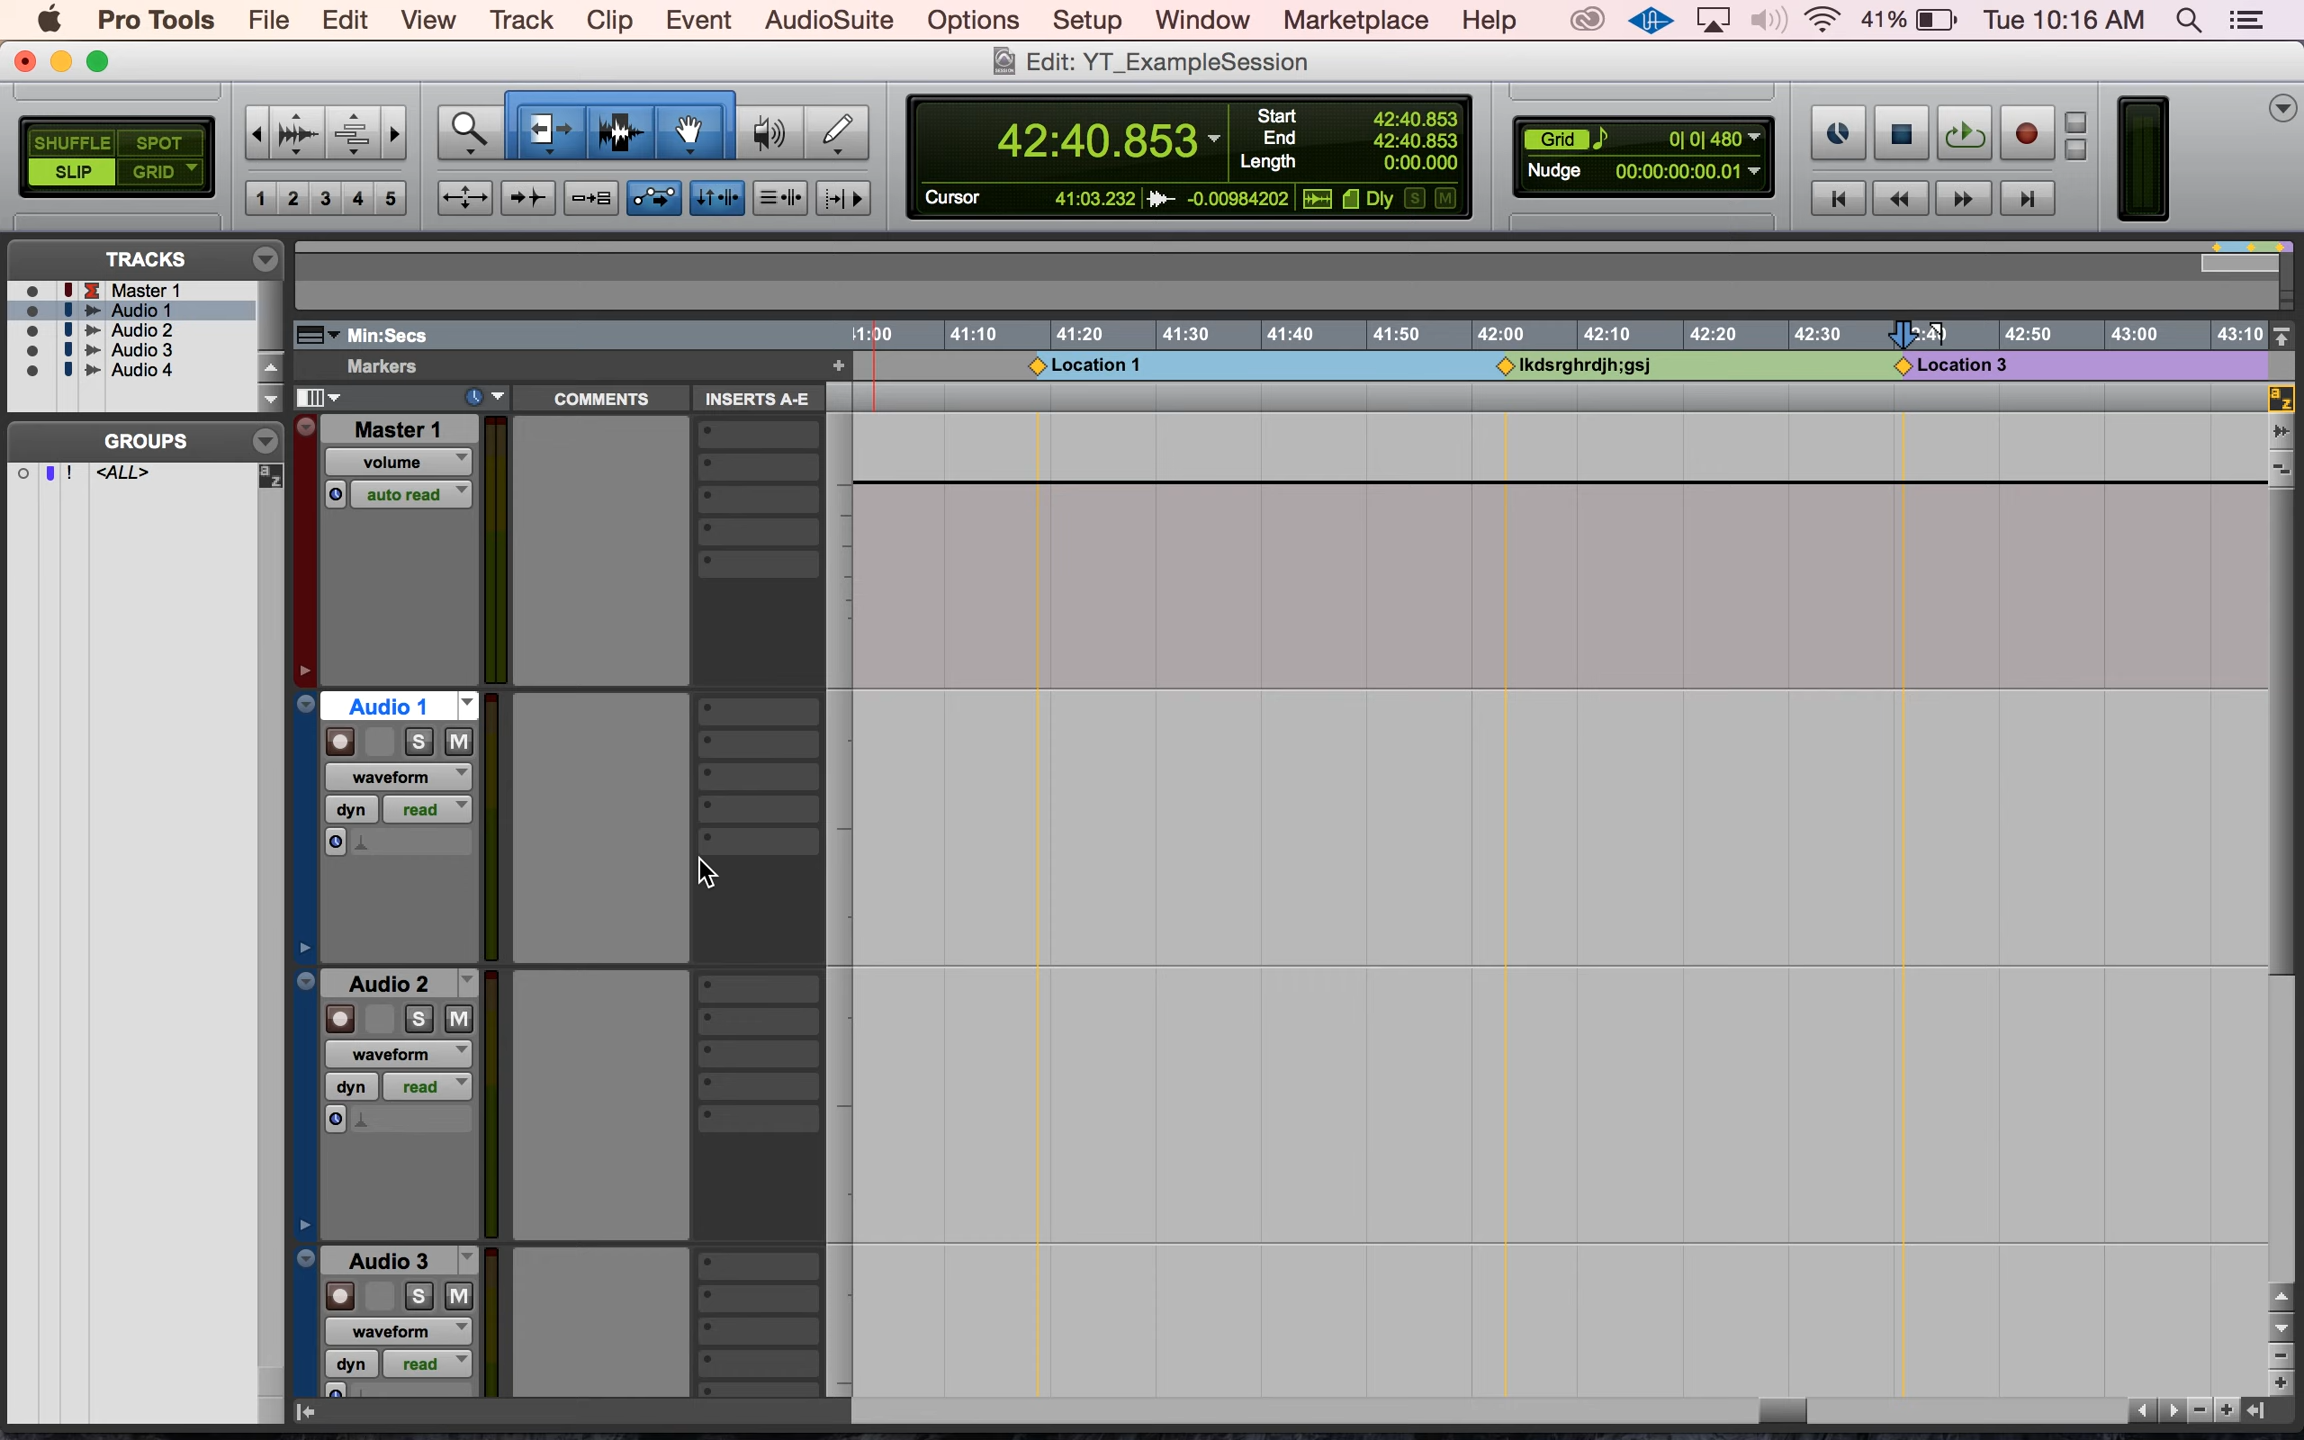 Pro Tools File Edit View Track Clip Event AudioSuite Options Setup Window Marketplace Help 41% Tue 10:16 AM
Edit: YT_ExampleSession
SHUFFLE SPOT
SLIP GRID
1 2 3 4 5
42:40.853
Start 42:40.853
End 42:40.853
Length 0:00.000
Cursor 41:03.232 -0.00984202 Dly S M
Grid 0| 0| 480
Nudge 00:00:00:00.01
TRACKS
Master 1
Audio 1
Audio 2
Audio 3
Audio 4
GROUPS
! <ALL> a z
Min:Secs 41:10 41:20 41:30 41:40 41:50 42:00 42:10 42:20 42:30 42:50 43:00 43:10
Markers + Location 1 lkdsrghrdjh;gsj Location 3
COMMENTS INSERTS A-E a z
Master 1
volume
auto read
Audio 1
S M
waveform
dyn read
Audio 2
S M
waveform
dyn read
Audio 3
S M
waveform
dyn read